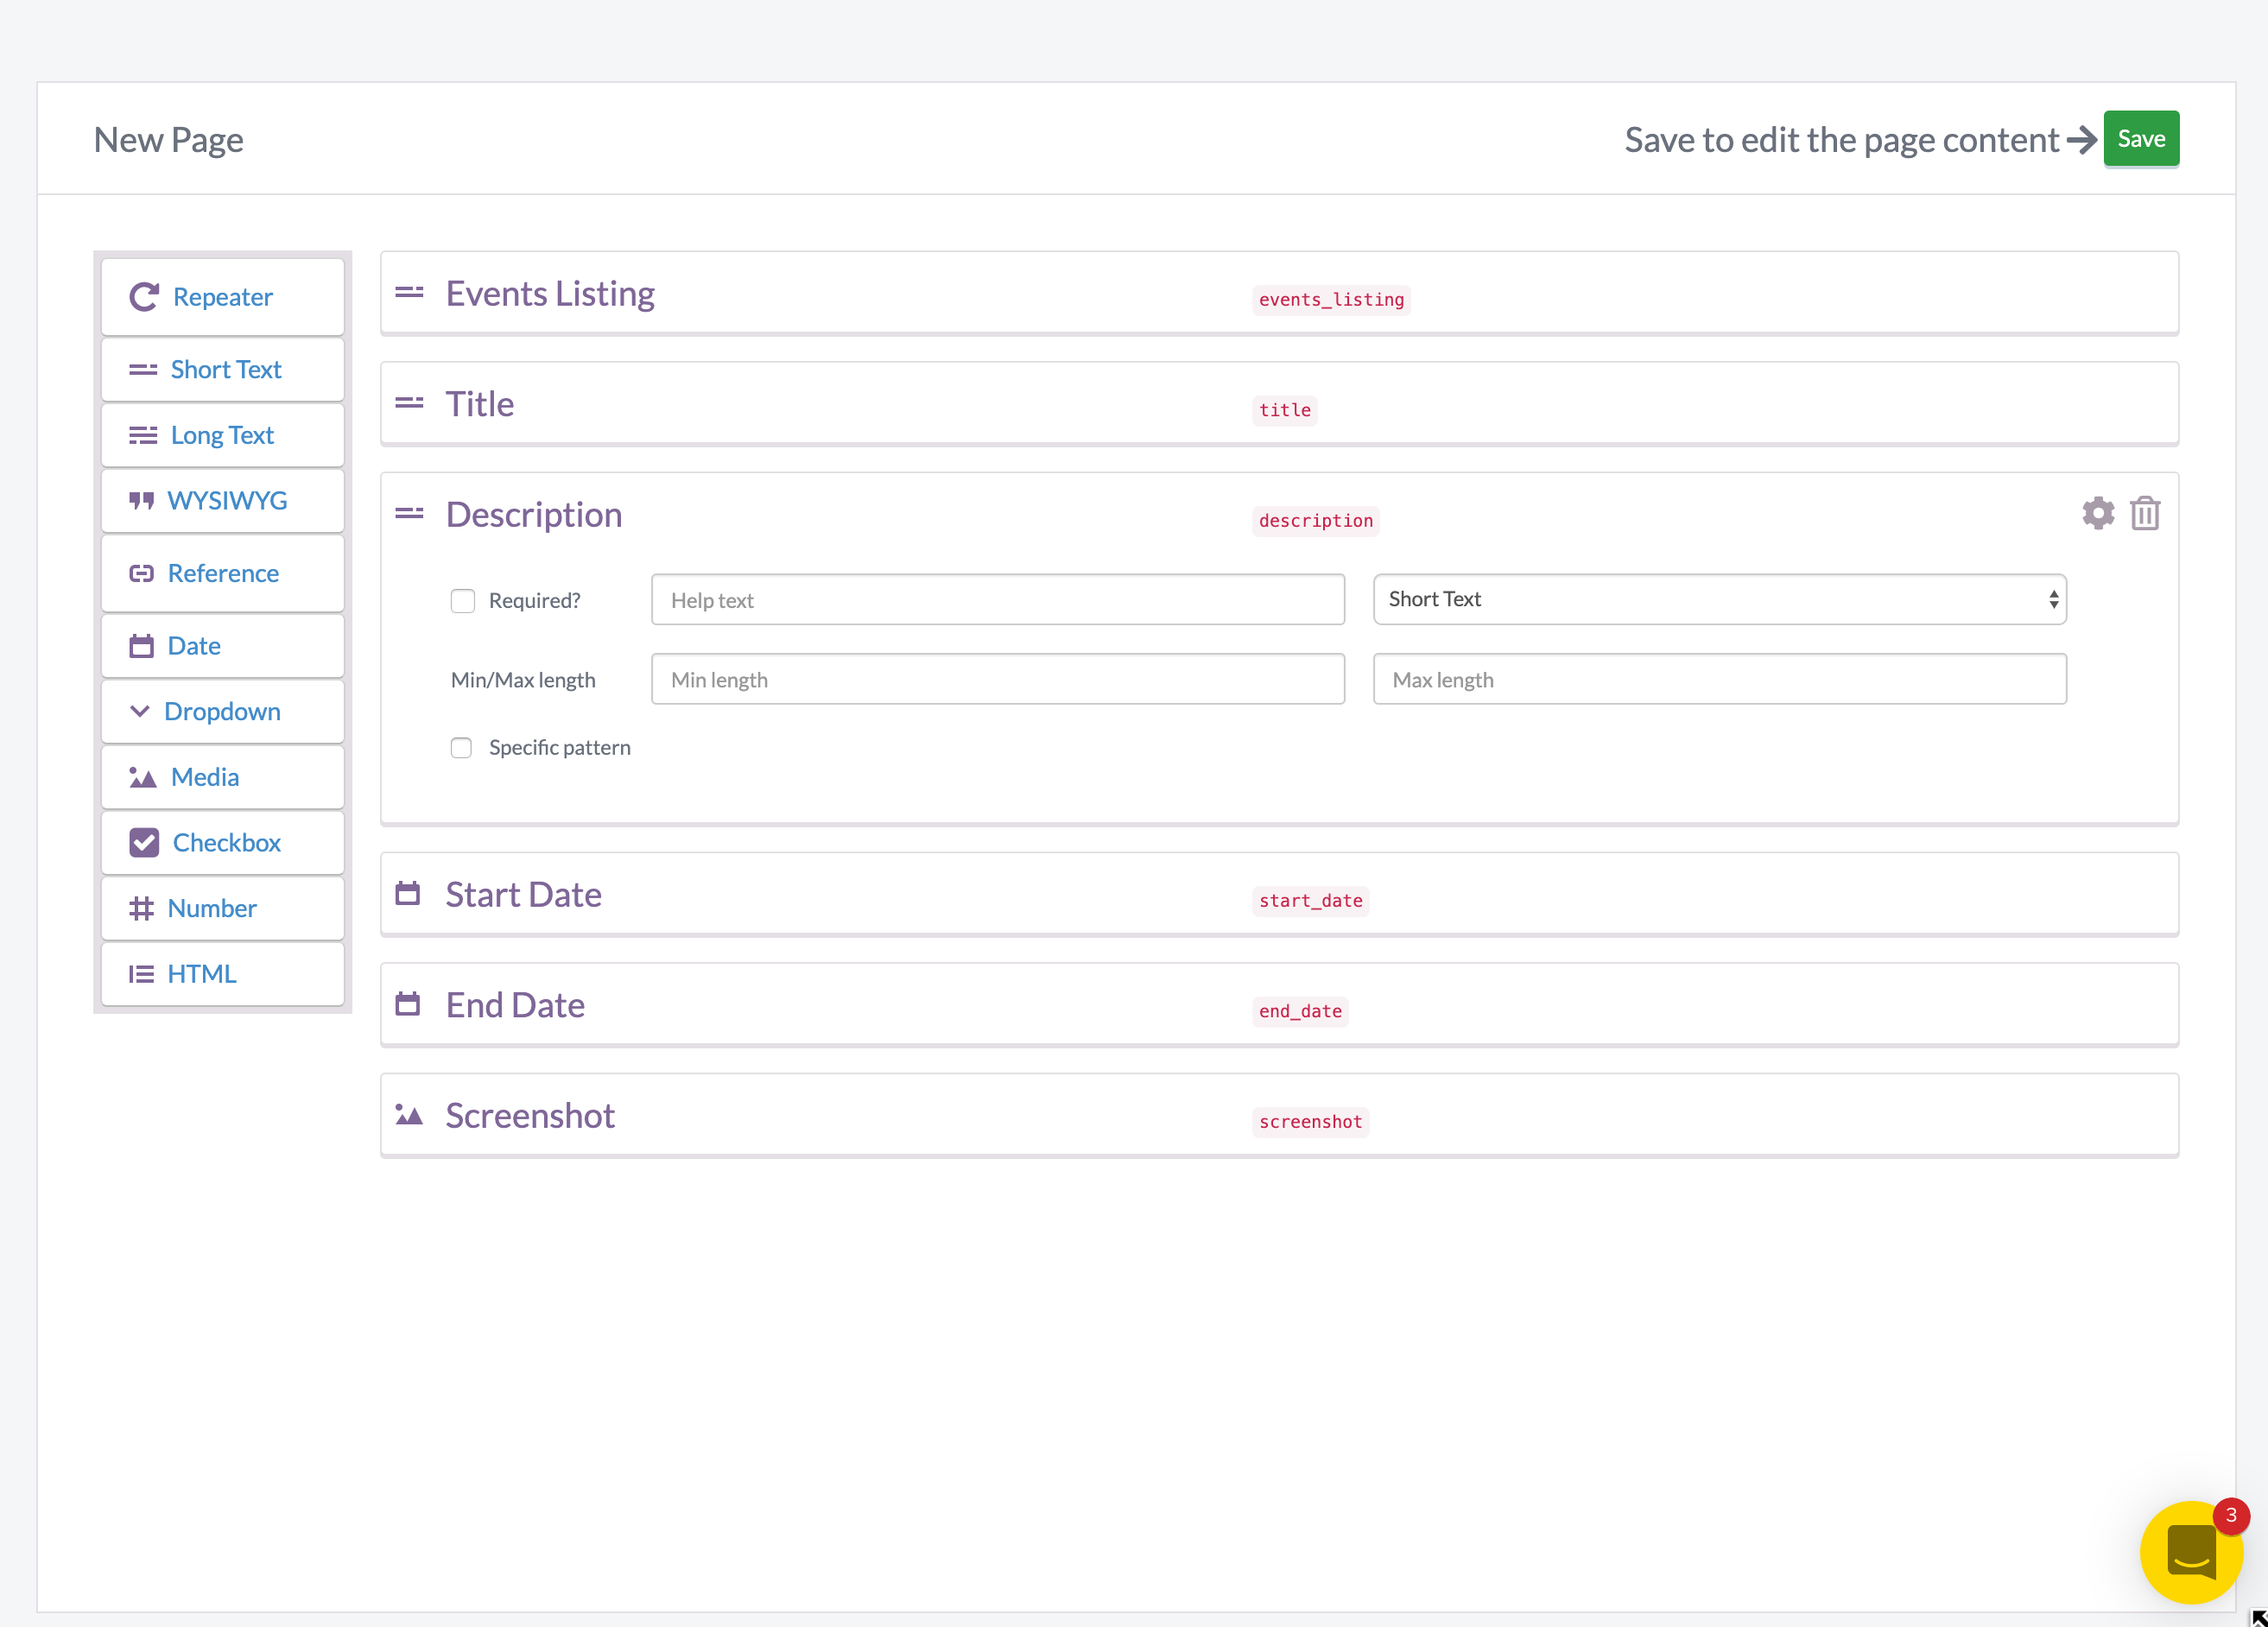 New Page
Save to edit the page content
Save
Repeater
Short Text
Long Text
WYSIWYG
Reference
Date
Dropdown
Media
Checkbox
Number
HTML
Events Listing
events_listing
Title
title
Description
description
Required?
Help text
Short Text
Min/Max length
Min length
Max length
Specific pattern
Start Date
start_date
End Date
end_date
Screenshot
screenshot
3